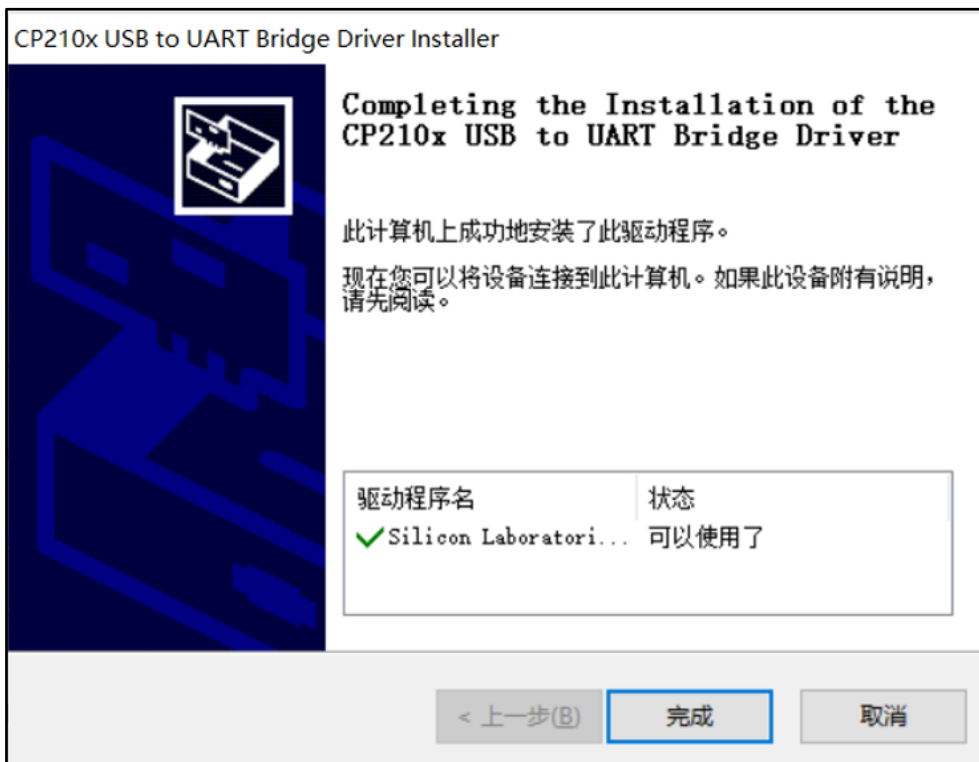 CP210x USB to UART Bridge Driver Installer
Completing the Installation of the
CP210x USB to UART Bridge Driver
此计算机上成功地安装了此驱动程序。
现在您可以将设备连接到此计算机。如果此设备附有说明，
请先阅读。
驱动程序名 状态
Silicon Laboratori... 可以使用了
< 上一步(B) 完成 取消